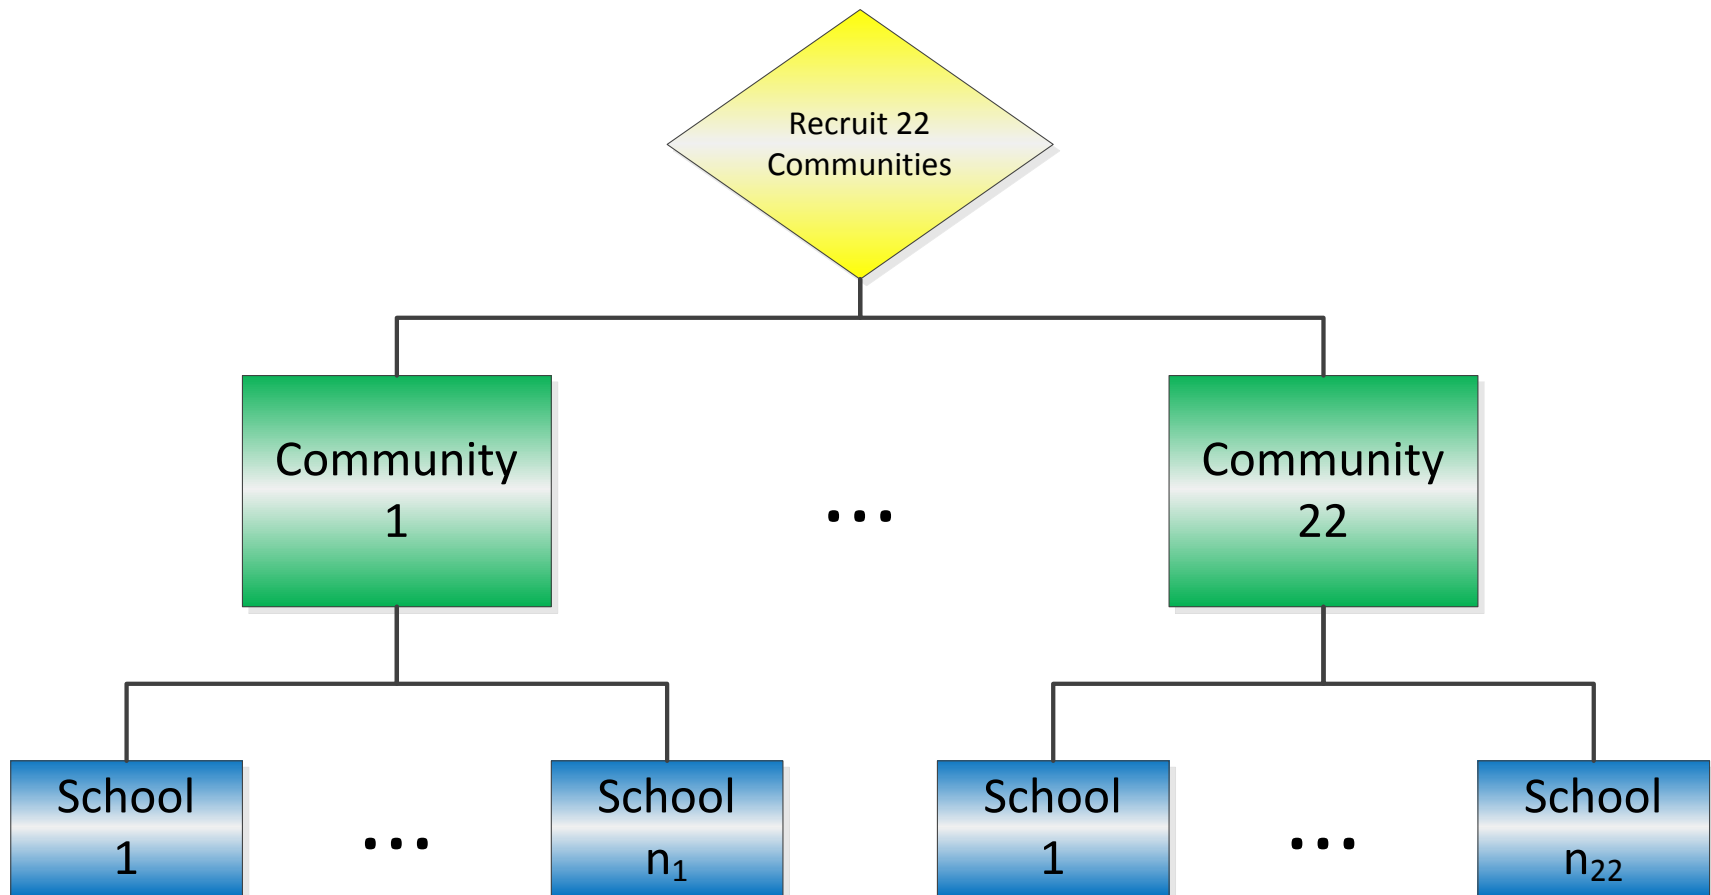 Recruit 22
Communities
Community
1
...
Community
22
School
1
...
School
n₁
School
1
...
School
n₂₂